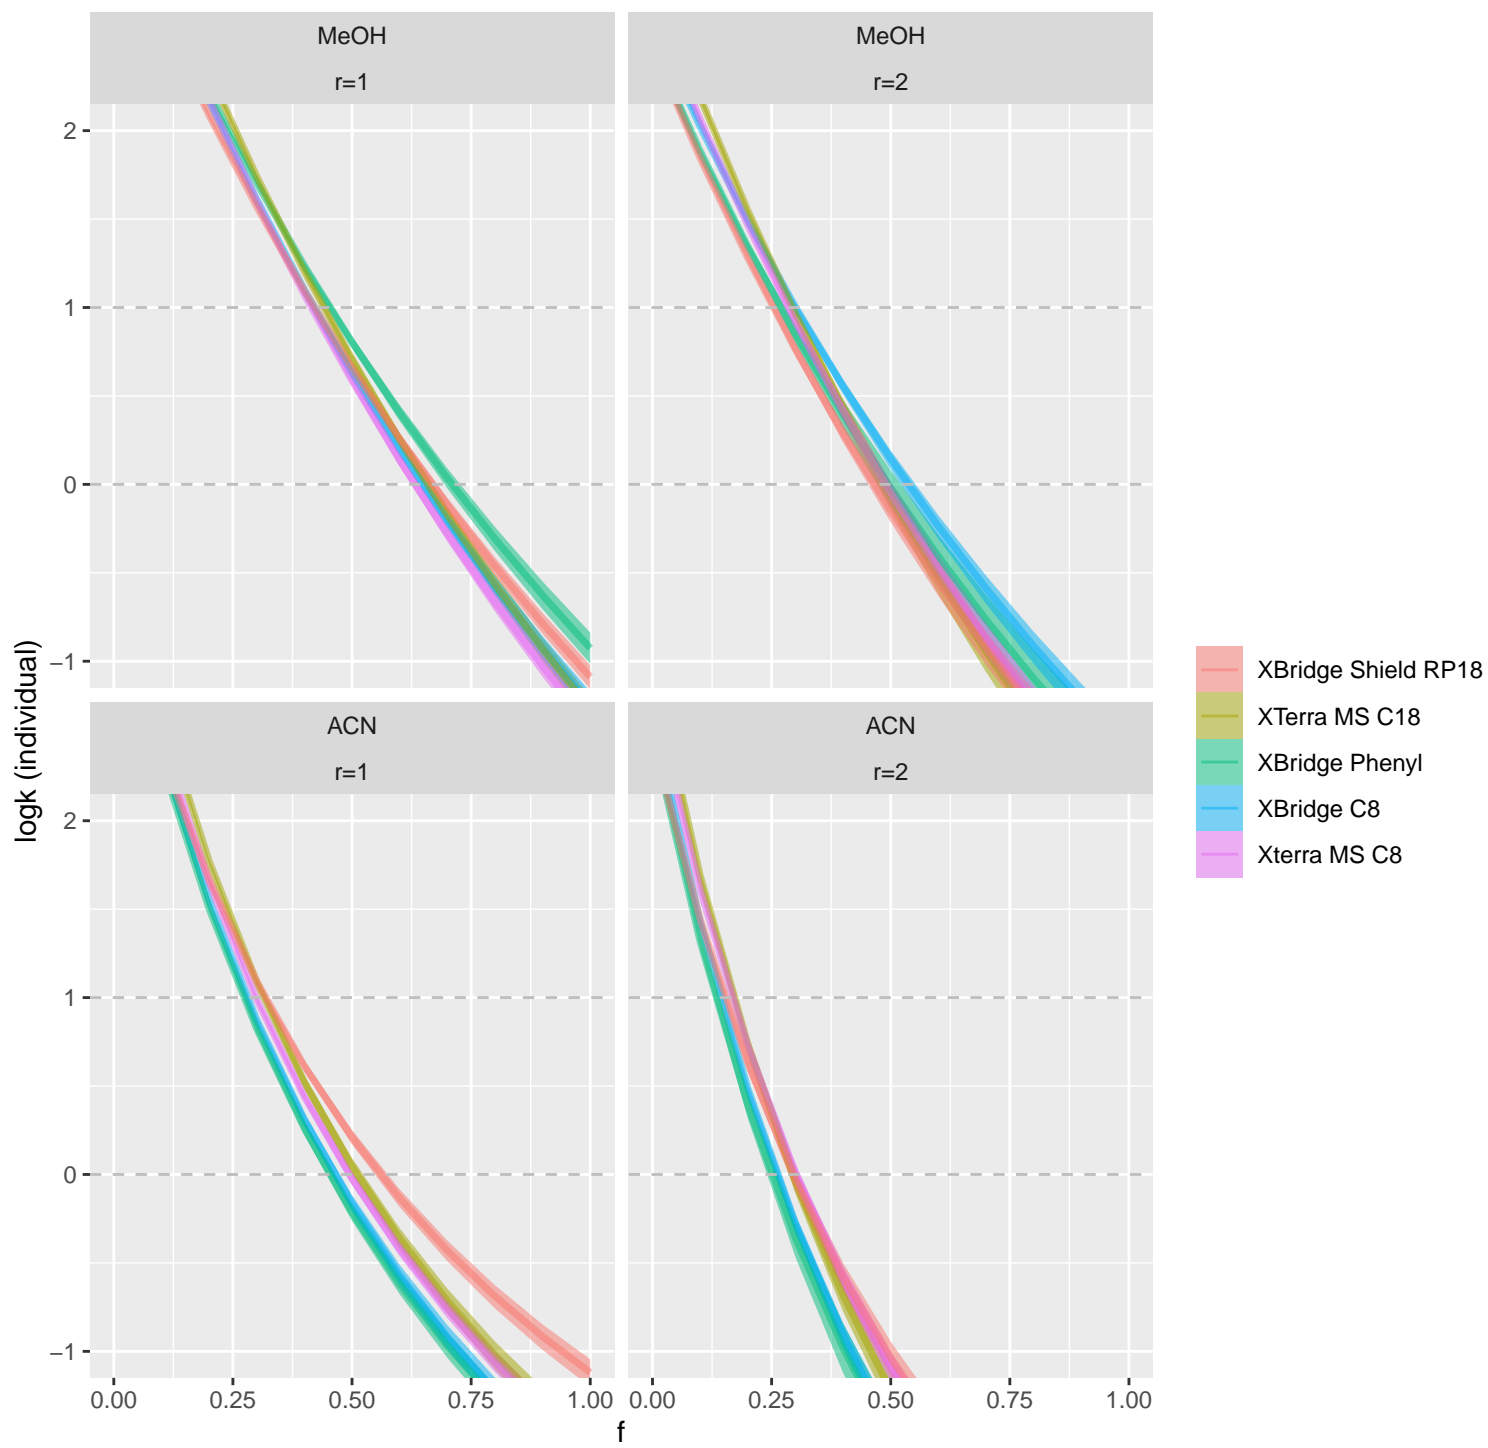 MeOH
r=1
MeOH
r=2
2
1
0
−1
ACN
r=1
ACN
r=2
2
1
0
−1
0.00 0.25 0.50 0.75 1.00 0.00 0.25 0.50 0.75 1.00
f
logk (individual)
XBridge Shield RP18
XTerra MS C18
XBridge Phenyl
XBridge C8
Xterra MS C8